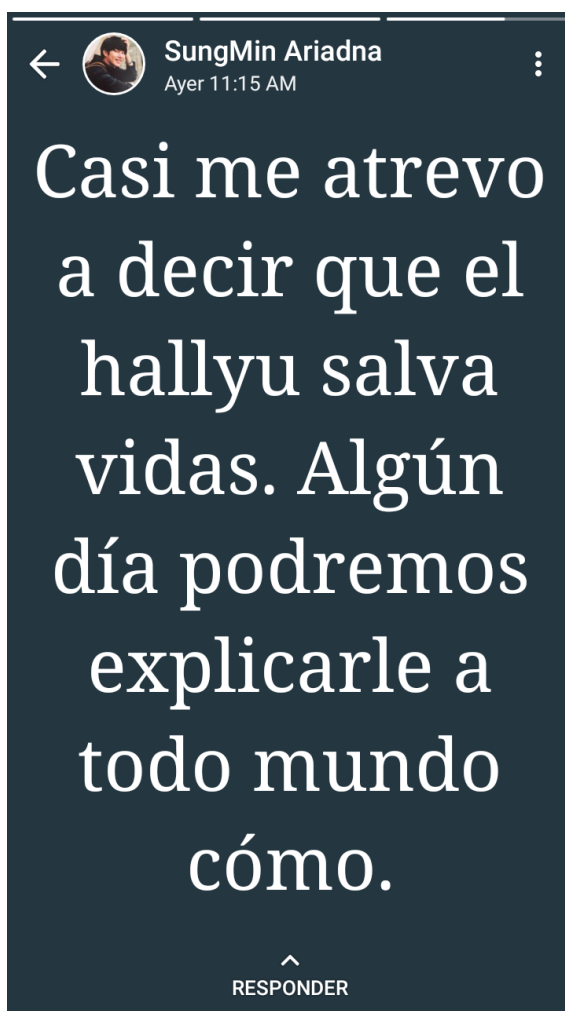 SungMin Ariadna
Ayer 11:15 AM
Casi me atrevo
a decir que el
hallyu salva
vidas. Algún
día podremos
explicarle a
todo mundo
cómo.
RESPONDER